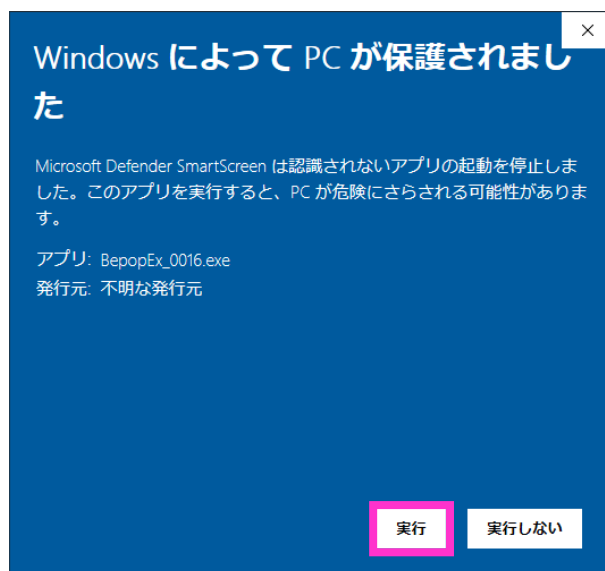 Windows によって PC が保護されまし
た
Microsoft Defender SmartScreen は認識されないアプリの起動を停止しま
した。このアプリを実行すると、PC が危険にさらされる可能性がありま
す。
アプリ: BepopEx_0016.exe
発行元: 不明な発行元
実行 実行しない